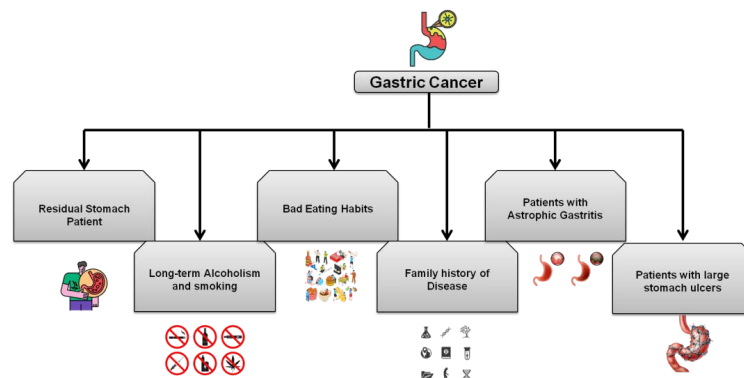 Gastric Cancer
Residual Stomach
Patient
Long-term Alcoholism
and smoking
Bad Eating Habits
Family history of
Disease
Patients with
Astrophic Gastritis
Patients with large
stomach ulcers